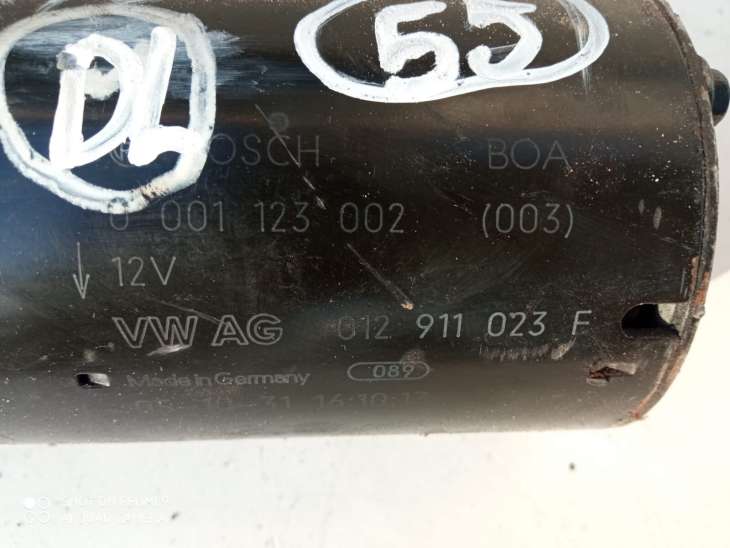 DL
53
BOSCH BOA
0 001 123 002 (003)
12V
VW AG 012 911 023 F
Made in Germany 089